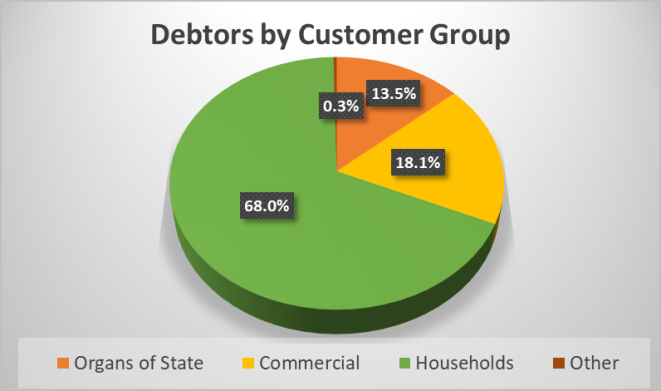 Debtors by Customer Group
0.3%
13.5%
18.1%
68.0%
Organs of State Commercial Households Other